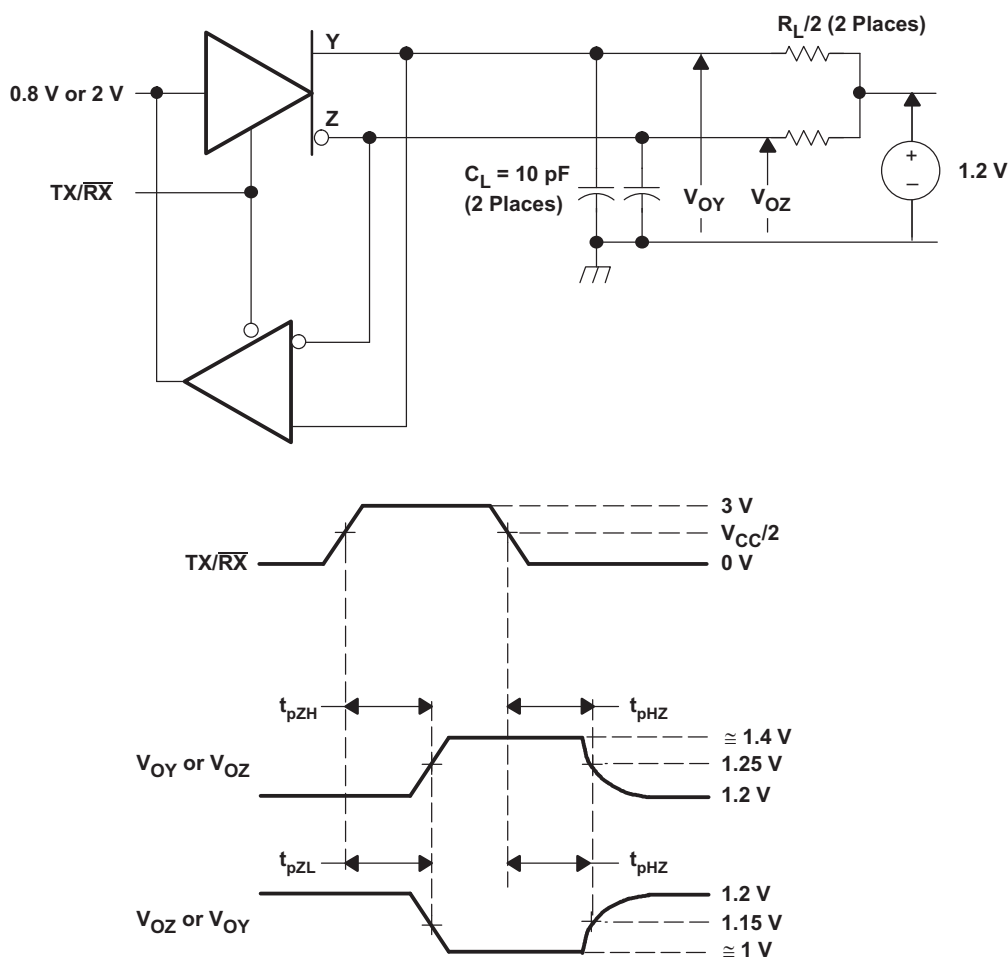 Y
R_L/2 (2 Places)
0.8 V or 2 V
Z
TX/R̅X̅
C_L = 10 pF
(2 Places)
V_OY
V_OZ
+
−
1.2 V
3 V
V_CC/2
TX/R̅X̅
0 V
t_pZH
t_pHZ
≅ 1.4 V
V_OY or V_OZ
1.25 V
1.2 V
t_pZL
t_pHZ
1.2 V
V_OZ or V_OY
1.15 V
≅ 1 V